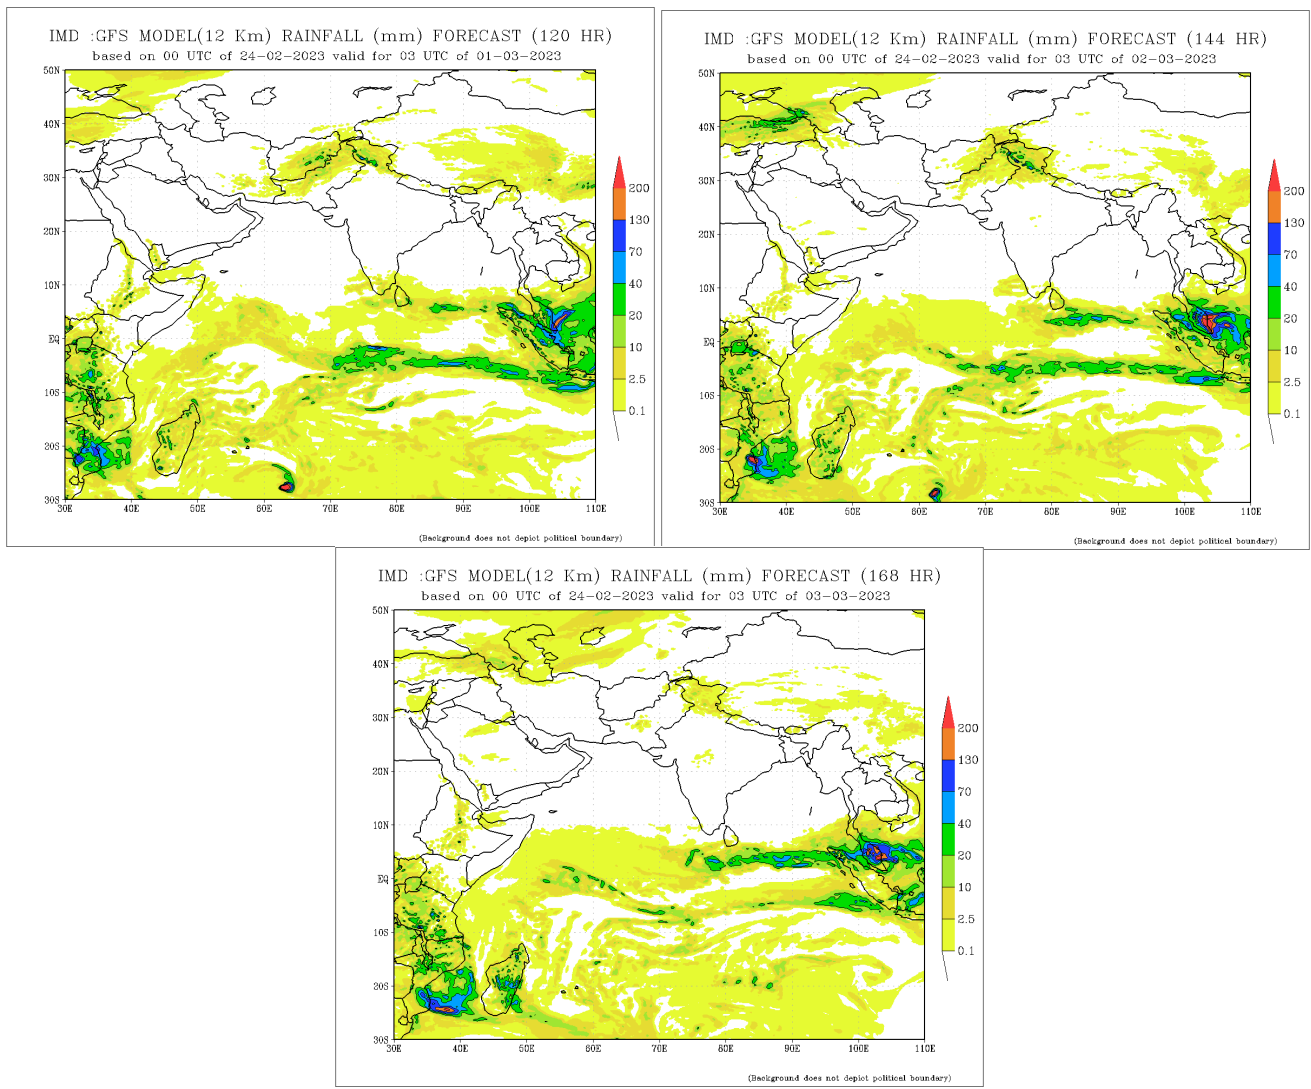 IMD :GFS MODEL(12 Km) RAINFALL (mm) FORECAST (120 HR)
based on 00 UTC of 24-02-2023 valid for 03 UTC of 01-03-2023
50N
40N
30N
20N
10N
EQ
10S
20S
30S
30E 40E 50E 60E 70E 80E 90E 100E 110E
200
130
70
40
20
10
2.5
0.1
(Background does not depict political boundary)
IMD :GFS MODEL(12 Km) RAINFALL (mm) FORECAST (144 HR)
based on 00 UTC of 24-02-2023 valid for 03 UTC of 02-03-2023
50N
40N
30N
20N
10N
EQ
10S
20S
30S
30E 40E 50E 60E 70E 80E 90E 100E 110E
200
130
70
40
20
10
2.5
0.1
(Background does not depict political boundary)
IMD :GFS MODEL(12 Km) RAINFALL (mm) FORECAST (168 HR)
based on 00 UTC of 24-02-2023 valid for 03 UTC of 03-03-2023
50N
40N
30N
20N
10N
EQ
10S
20S
30S
30E 40E 50E 60E 70E 80E 90E 100E 110E
200
130
70
40
20
10
2.5
0.1
(Background does not depict political boundary)